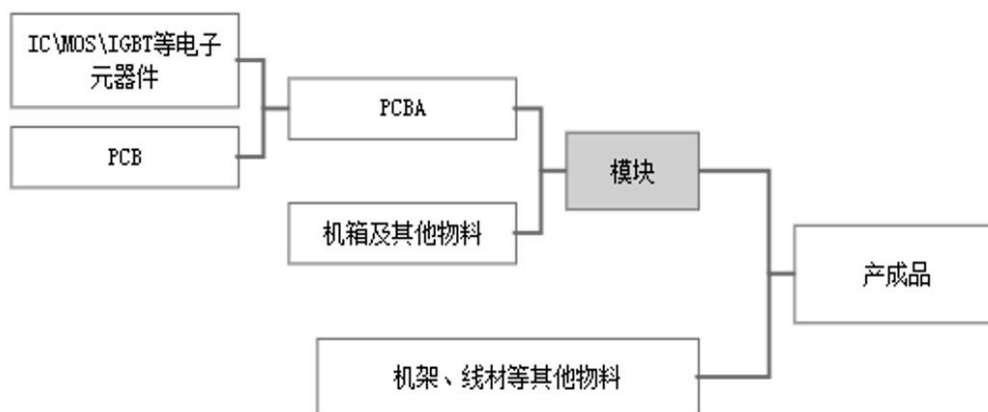 IC\MOS\IGBT等电子
元器件
PCB
PCBA
机箱及其他物料
模块
机架、线材等其他物料
产成品